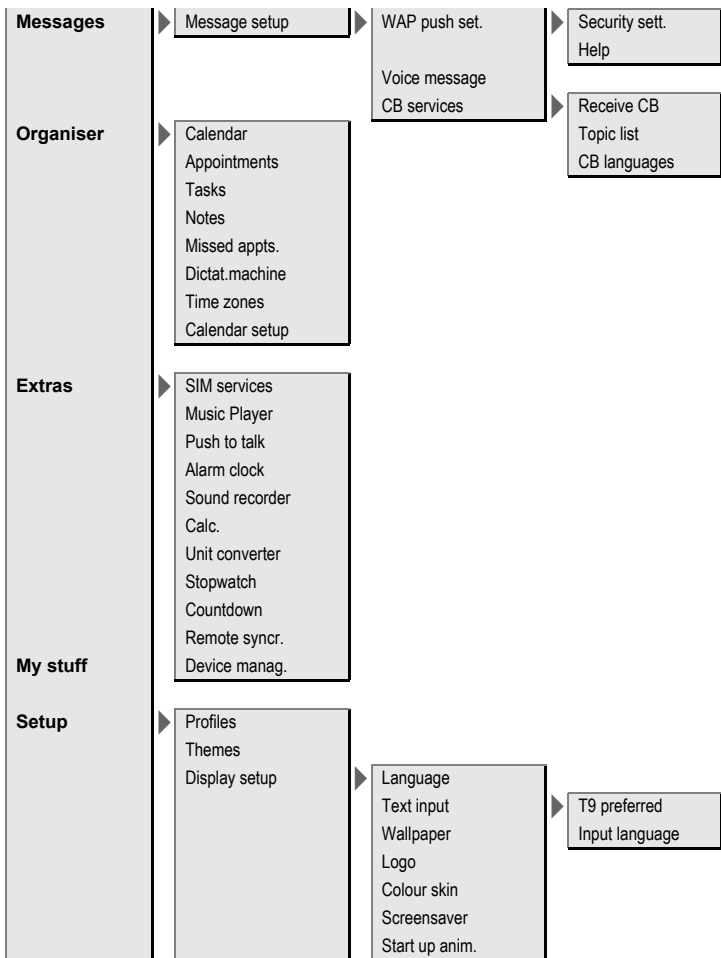 Messages
Message setup
WAP push set.
Security sett.
Help
Voice message
CB services
Receive CB
Topic list
CB languages
Organiser
Calendar
Appointments
Tasks
Notes
Missed appts.
Dictat.machine
Time zones
Calendar setup
Extras
SIM services
Music Player
Push to talk
Alarm clock
Sound recorder
Calc.
Unit converter
Stopwatch
Countdown
Remote syncr.
My stuff
Device manag.
Setup
Profiles
Themes
Display setup
Language
Text input
T9 preferred
Input language
Wallpaper
Logo
Colour skin
Screensaver
Start up anim.